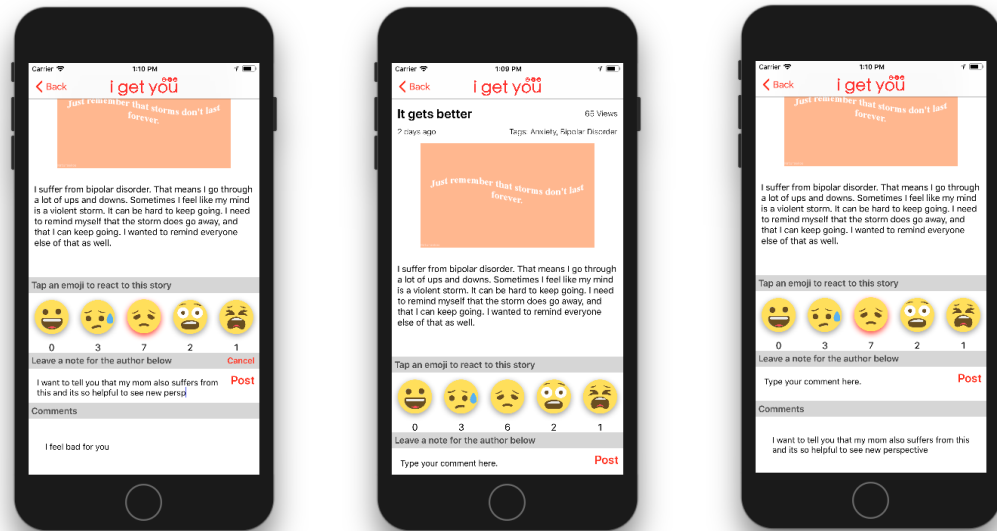 Carrier 1:10 PM
Back i get you
Just remember that storms don't last
forever.
I suffer from bipolar disorder. That means I go through
a lot of ups and downs. Sometimes I feel like my mind
is a violent storm. It can be hard to keep going. I need
to remind myself that the storm does go away, and
that I can keep going. I wanted to remind everyone
else of that as well.
Tap an emoji to react to this story
0 3 7 2 1
Leave a note for the author below Cancel
I want to tell you that my mom also suffers from
this and its so helpful to see new persp
Post
Comments
I feel bad for you
Carrier 1:09 PM
Back i get you
It gets better 65 Views
2 days ago Tags: Anxiety, Bipolar Disorder
Just remember that storms don't last
forever.
I suffer from bipolar disorder. That means I go through
a lot of ups and downs. Sometimes I feel like my mind
is a violent storm. It can be hard to keep going. I need
to remind myself that the storm does go away, and
that I can keep going. I wanted to remind everyone
else of that as well.
Tap an emoji to react to this story
0 3 6 2 1
Leave a note for the author below
Type your comment here. Post
Carrier 1:10 PM
Back i get you
Just remember that storms don't last
forever.
I suffer from bipolar disorder. That means I go through
a lot of ups and downs. Sometimes I feel like my mind
is a violent storm. It can be hard to keep going. I need
to remind myself that the storm does go away, and
that I can keep going. I wanted to remind everyone
else of that as well.
Tap an emoji to react to this story
0 3 7 2 1
Leave a note for the author below
Type your comment here. Post
Comments
I want to tell you that my mom also suffers from this
and its so helpful to see new perspective